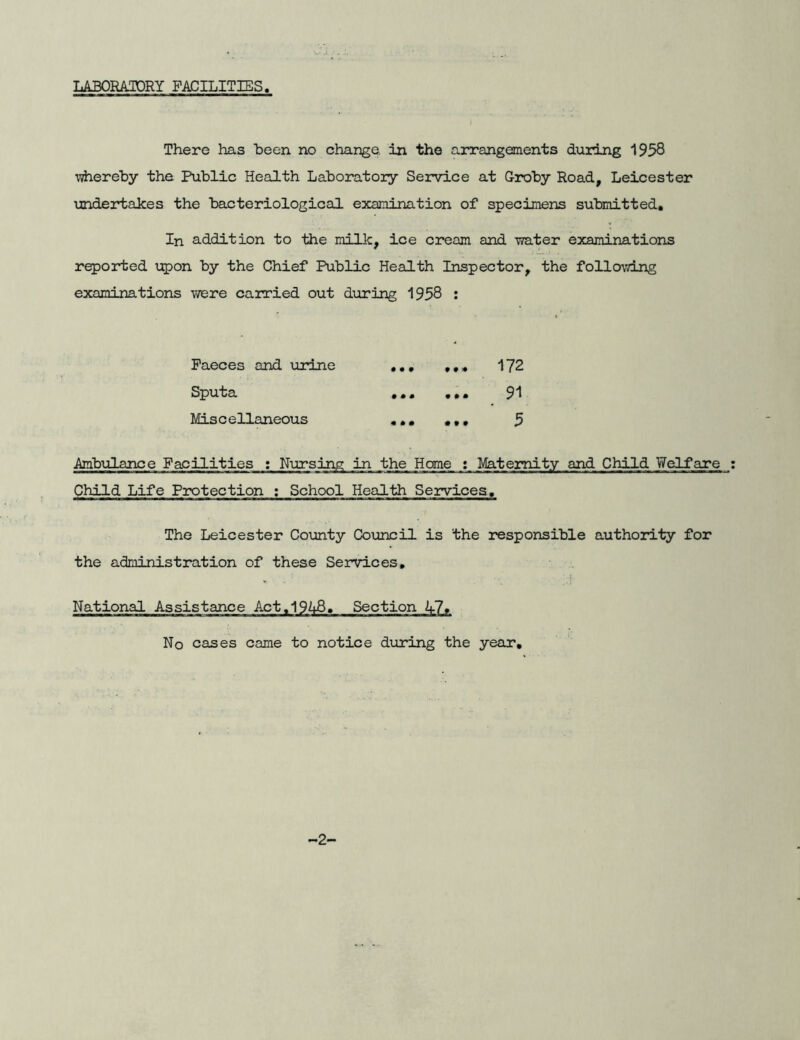 LABORATORY FACILITIES.
There has been no change in the arrangements during 1958
whereby the Public Health Laboratory Service at Groby Road, Leicester
undertakes the bacteriological examination of specimens submitted.
In addition to the milk, ice cream and water examinations
reported upon by the Chief Public Health Inspector, the following
examinations were carried out during 1958 :
Faeces and urine ... ... 172
Sputa ... ... 91
Miscellaneous ... ... 5
Ambulance Facilities : Nursing in the Home : Maternity and Child Welfare :
Child Life Protection : School Health Services.
The Leicester County Council is the responsible authority for
the administration of these Services.
National Assistance Act,1948. Section 47.
No cases came to notice during the year.
-2-